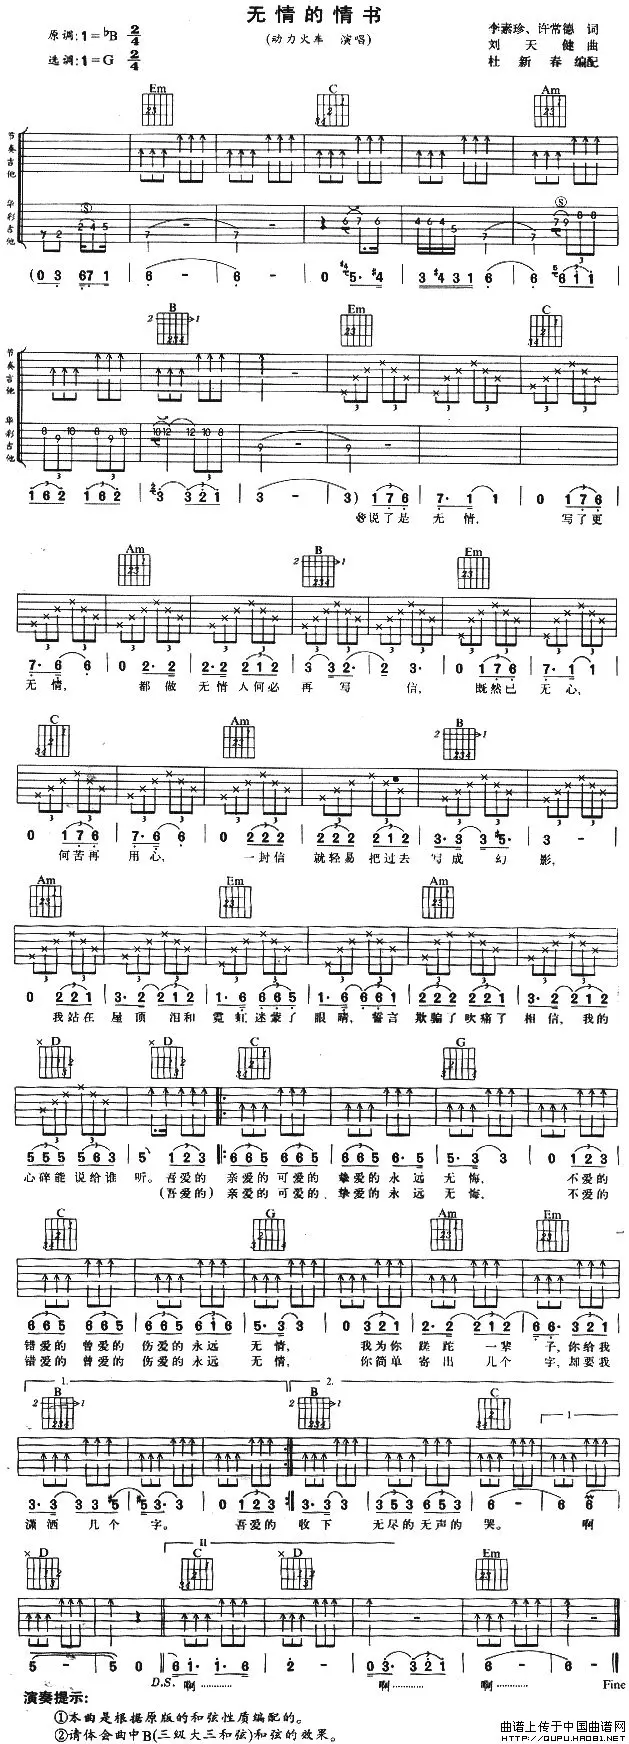 无情的情书
原调:1=♭B 2/4
(动力火车 演唱)
李素珍、许常德 词
选调:1=G 2/4
刘天健 曲
杜新春 编配
Em C Am
节奏吉他
华彩吉他
(0 3 67 1 6 - 6 - 0 5· #4 3 #4 3 1 6 6 6 1 1
B Em C
节奏吉他
华彩吉他
1 6 2 1 6 2 3 3 2 1 3 - 3) 1 7 6 7· 1 1 0 1 7 6
说了是 无情, 写了更
Am B Em
7· 6 6 0 2· 2 2· 2 2 1 2 3 3 2· 2 3· 0 1 7 6 7· 1 1
无情, 都做 无情人何必 再写 信, 既然已 无心,
C Am B
0 1 7 6 7· 6 6 0 2 2 2 2 2 2 2 2 2 3· 3 3 3 5· 3 -
何苦再 用心, 一封信 就轻易 把过去 写成 幻 影,
Am Em Am
0 2 2 1 3· 2 2 1 2 1· 6 6 6 5 1· 6 6 6 1 2 2 1 2 2 1 3· 2 1 2 1
我站在 屋顶 泪和 霓虹迷蒙了 眼睛, 誓言 欺骗了吹痛了 相信, 我的
D D C G
5 5 5 5 6 3 5 1 2 3 6 6 5 6 6 5 6 6 5 6· 5 5· 3 3 0 1 2 3
心碎能 说给谁 听。 吾爱的 亲爱的 可爱的 挚爱的 永远 无悔, 不爱的
(吾爱的) 亲爱的 可爱的 挚爱的 永远 无悔, 不爱的
C G Am Em
6 6 5 6 6 5 6 6 5 6 1 6 5· 3 3 0 3 2 1 2· 2 2 1 2 6 6· 3 2 1
错爱的 曾爱的 伤爱的 永远 无情, 我为你 蹉跎 一辈 子, 你给我
错爱的 曾爱的 伤爱的 永远 无情, 你简单 寄出 几个 字, 却要我
1. 2.
B B C
3· 3 3 3 5 5 3· 3 0 1 2 3 3· 3 3 5 3 5 5 3 6 - 6 6
潇洒 几个 字。 吾爱的 收下 无尽的无声的 哭。 啊
II
D C D Em
5 - 5 0 6 1· 1· 6 2 - 0 3· 3 2 1 6 - 6 -
D.S. 啊 ………… 啊 ………… 啊 ………… Fine
演奏提示:
①本曲是根据原版的和弦性质编配的。
②请体会曲中B(三级大三和弦)和弦的效果。
曲谱上传于中国曲谱网
HTTP://QUPU.HAO81.NET